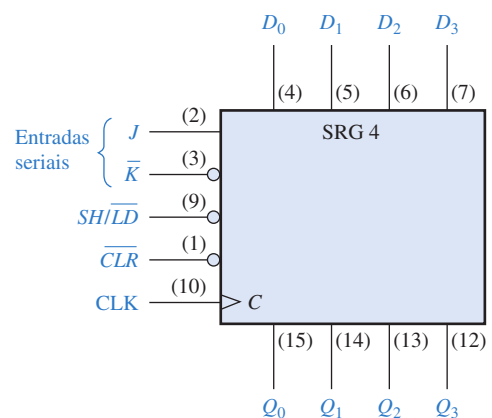 D₀ D₁ D₂ D₃
(4) (5) (6) (7)
SRG 4
Entradas
seriais
J (2)
K̅ (3)
SH/L̅D̅ (9)
C̅L̅R̅ (1)
CLK (10) C
(15) (14) (13) (12)
Q₀ Q₁ Q₂ Q₃